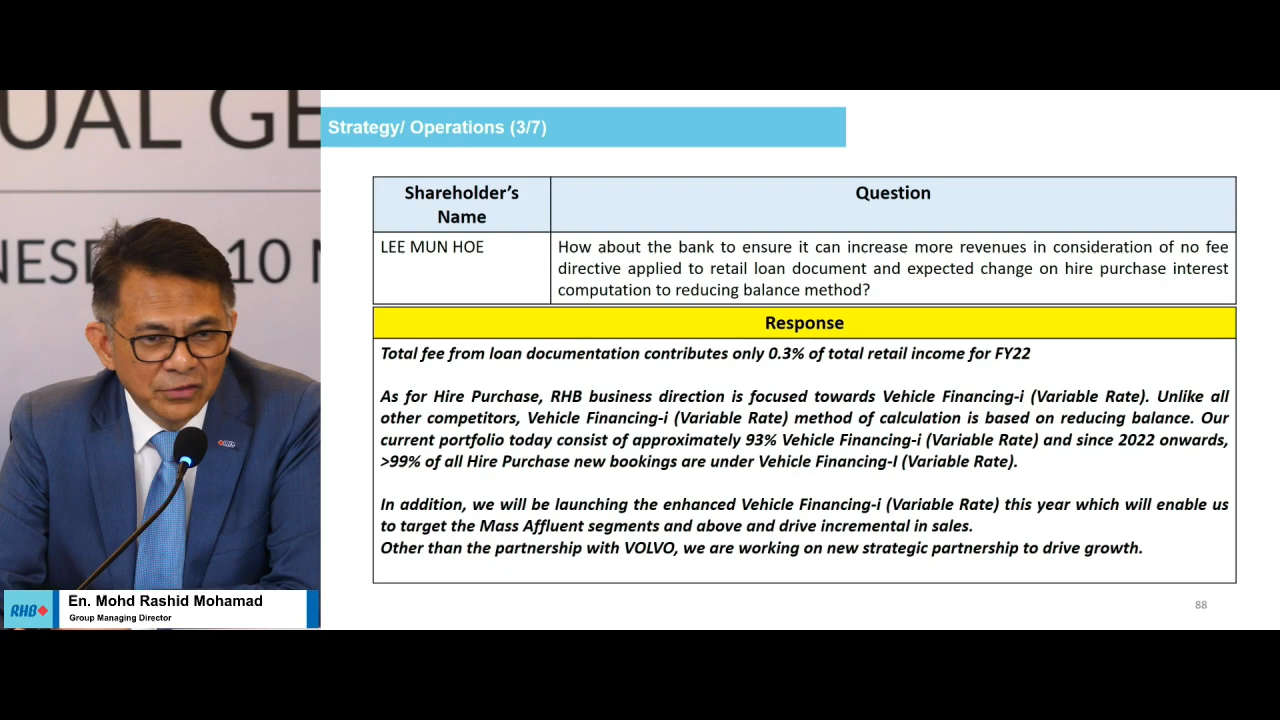 UAL GE
NESD
10 M
Strategy/ Operations (3/7)
Shareholder's
Name
Question
LEE MUN HOE
How about the bank to ensure it can increase more revenues in consideration of no fee
directive applied to retail loan document and expected change on hire purchase interest
computation to reducing balance method?
Response
Total fee from loan documentation contributes only 0.3% of total retail income for FY22
As for Hire Purchase, RHB business direction is focused towards Vehicle Financing-i (Variable Rate). Unlike all
other competitors, Vehicle Financing-i (Variable Rate) method of calculation is based on reducing balance. Our
current portfolio today consist of approximately 93% Vehicle Financing-i (Variable Rate) and since 2022 onwards,
>99% of all Hire Purchase new bookings are under Vehicle Financing-I (Variable Rate).
In addition, we will be launching the enhanced Vehicle Financing-i (Variable Rate) this year which will enable us
to target the Mass Affluent segments and above and drive incremental in sales.
Other than the partnership with VOLVO, we are working on new strategic partnership to drive growth.
RHB
En. Mohd Rashid Mohamad
Group Managing Director
88